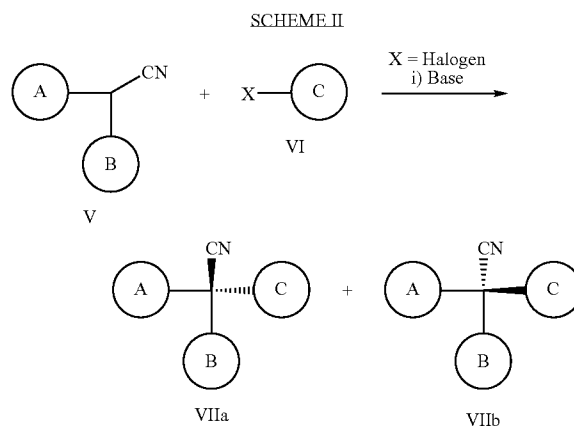 SCHEME II
A
CN
B
V
+
X
C
VI
X = Halogen
i) Base
A
CN
C
B
VIIa
+
A
CN
C
B
VIIb